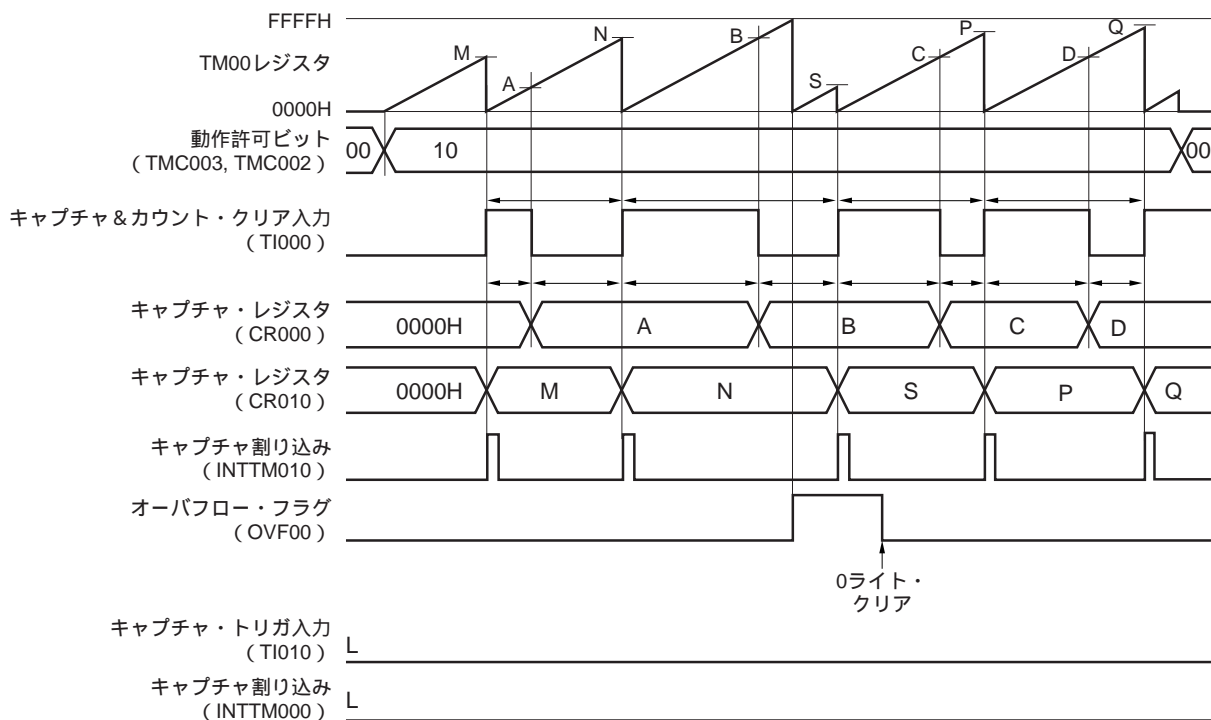 FFFFH
TM00レジスタ
0000H
M
A
N
B
S
C
P
D
Q
動作許可ビット
（TMC003, TMC002）
00
10
00
キャプチャ＆カウント・クリア入力
（TI000）
キャプチャ・レジスタ
（CR000）
0000H
A
B
C
D
キャプチャ・レジスタ
（CR010）
0000H
M
N
S
P
Q
キャプチャ割り込み
（INTTM010）
オーバフロー・フラグ
（OVF00）
0ライト・
クリア
キャプチャ・トリガ入力
（TI010）
L
キャプチャ割り込み
（INTTM000）
L